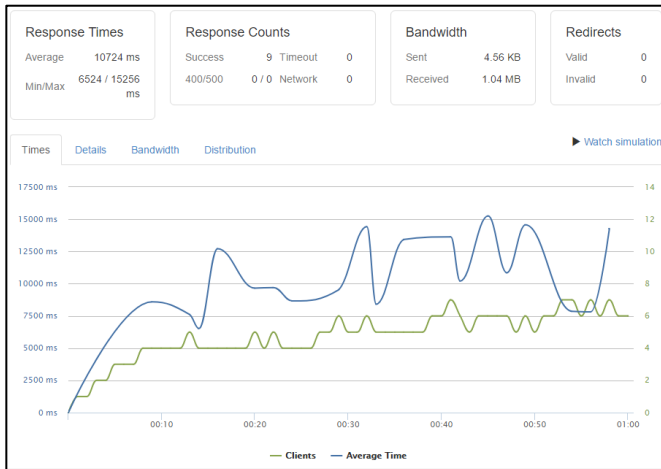 Response Times
Average 10724 ms
Min/Max 6524 / 15256 ms
Response Counts
Success 9 Timeout 0
400/500 0 / 0 Network 0
Bandwidth
Sent 4.56 KB
Received 1.04 MB
Redirects
Valid 0
Invalid 0
Times Details Bandwidth Distribution
▶ Watch simulation
17500 ms 14
15000 ms 12
12500 ms 10
10000 ms 8
7500 ms 6
5000 ms 4
2500 ms 2
0 ms 0
00:10 00:20 00:30 00:40 00:50 01:00
Clients Average Time